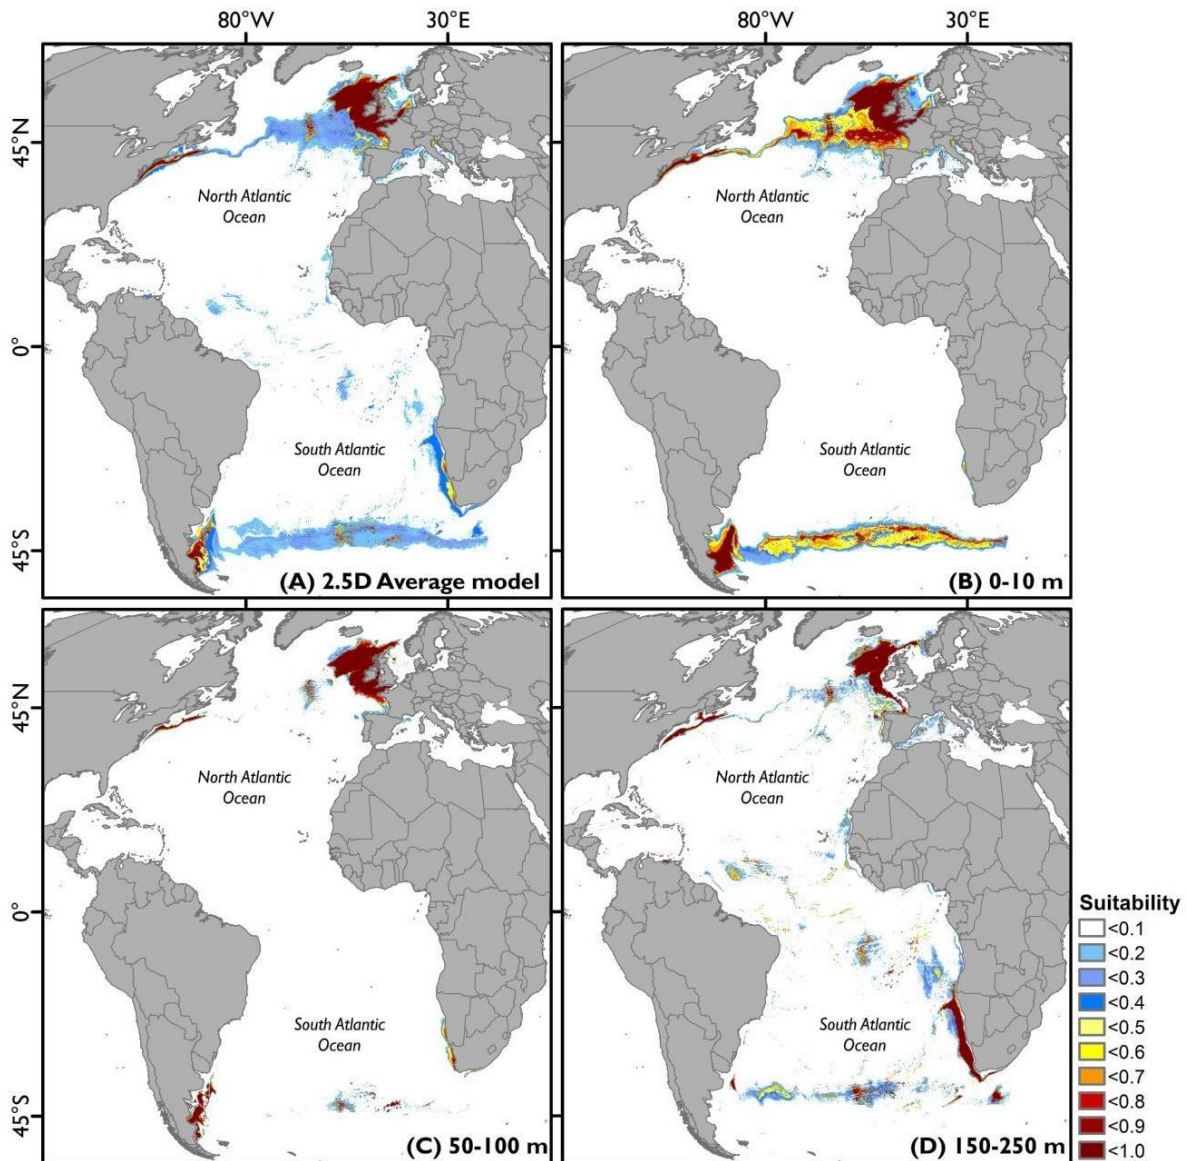 80°W 30°E 80°W 30°E
45°N
0°
45°S
North Atlantic
Ocean
South Atlantic
Ocean
(A) 2.5D Average model
North Atlantic
Ocean
South Atlantic
Ocean
(B) 0-10 m
45°N
0°
45°S
North Atlantic
Ocean
South Atlantic
Ocean
(C) 50-100 m
North Atlantic
Ocean
South Atlantic
Ocean
(D) 150-250 m
Suitability
<0.1
<0.2
<0.3
<0.4
<0.5
<0.6
<0.7
<0.8
<0.9
<1.0